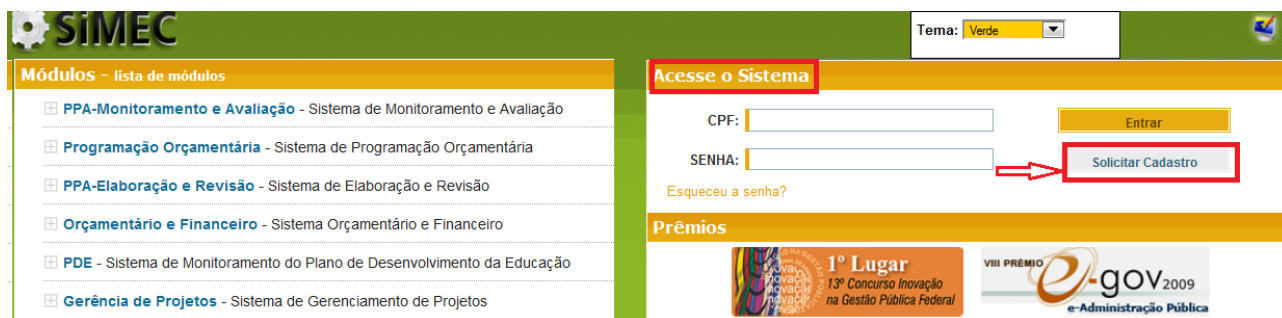 SiMEC
Tema: Verde
Módulos - lista de módulos
PPA-Monitoramento e Avaliação - Sistema de Monitoramento e Avaliação
Programação Orçamentária - Sistema de Programação Orçamentária
PPA-Elaboração e Revisão - Sistema de Elaboração e Revisão
Orçamentário e Financeiro - Sistema Orçamentário e Financeiro
PDE - Sistema de Monitoramento do Plano de Desenvolvimento da Educação
Gerência de Projetos - Sistema de Gerenciamento de Projetos
Acesse o Sistema
CPF:
Entrar
SENHA:
Solicitar Cadastro
Esqueceu a senha?
Prêmios
1º Lugar
13º Concurso Inovação
na Gestão Pública Federal
VIII PRÊMIO
e-gov2009
e-Administração Pública